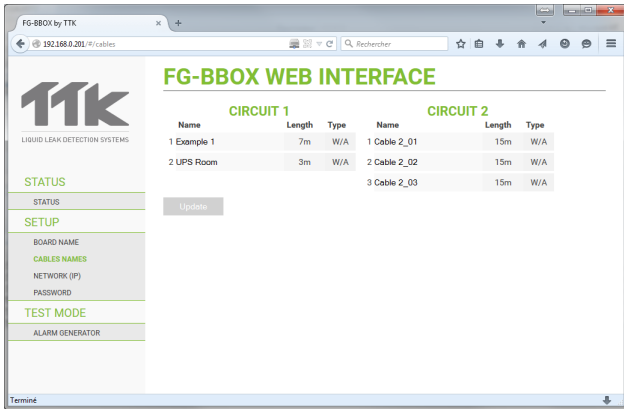 FG-BBOX by TTK
192.168.0.201/#/cables
Rechercher
TTK
LIQUID LEAK DETECTION SYSTEMS
STATUS
STATUS
SETUP
BOARD NAME
CABLES NAMES
NETWORK (IP)
PASSWORD
TEST MODE
ALARM GENERATOR
FG-BBOX WEB INTERFACE
CIRCUIT 1
Name Length Type
1 Example 1 7m W/A
2 UPS Room 3m W/A
Update
CIRCUIT 2
Name Length Type
1 Cable 2_01 15m W/A
2 Cable 2_02 15m W/A
3 Cable 2_03 15m W/A
Terminé